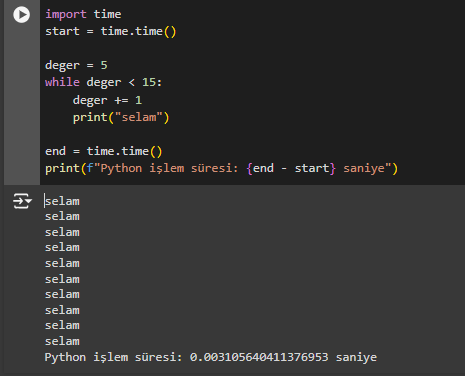 import time
start = time.time()
deger = 5
while deger < 15:
deger += 1
print("selam")
end = time.time()
print(f"Python işlem süresi: {end - start} saniye")
selam
selam
selam
selam
selam
selam
selam
selam
selam
selam
Python işlem süresi: 0.003105640411376953 saniye